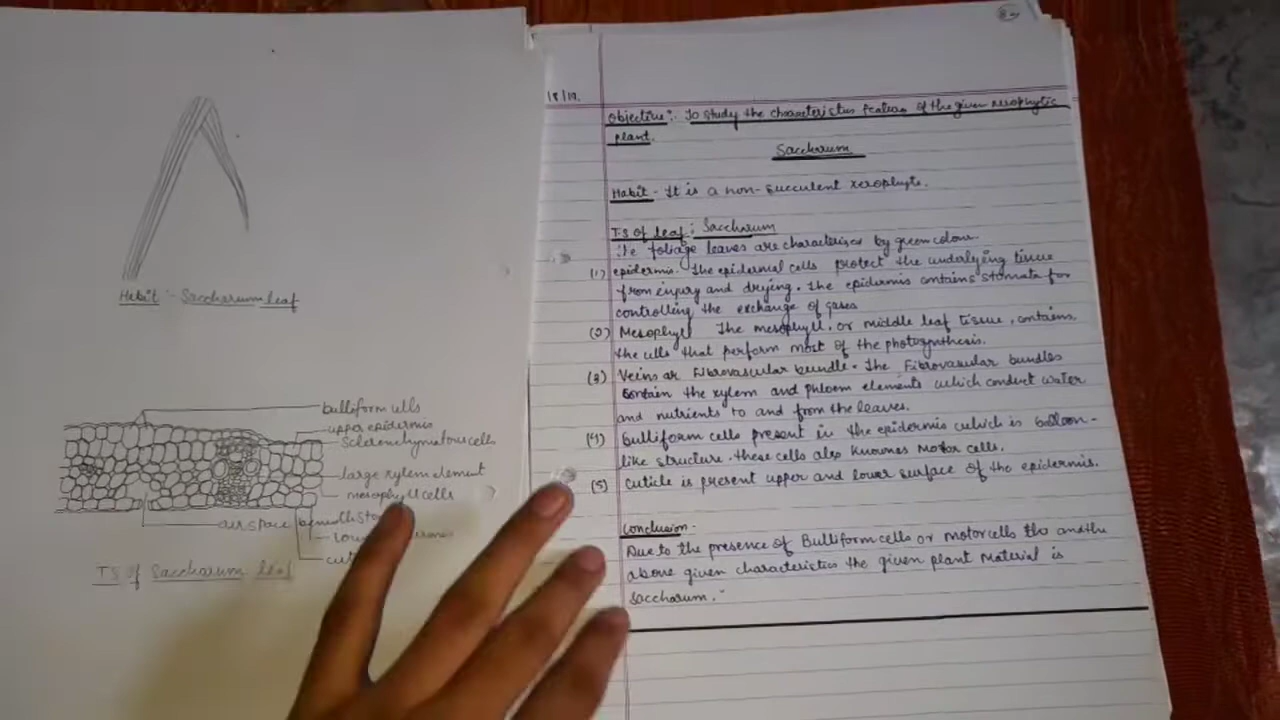 Habit :- Saccharum leaf
bulliform cells
upper epidermis
Sclerenchymatous cells
large xylem element
mesophyll cells
air space beneath
T.S of Saccharum leaf
18/10.
Objective:- To study the characteristics features of the given xerophytic
plant.
Saccharum
Habit - It is a non-succulent xerophyte.
T.S of leaf : Saccharum
foliage leaves are characterises by green colour.
(1) epidermis. The epidermal cells protect the underlying tissue
from injury and drying. The epidermis contains stomata for
controlling the exchange of gases
(2) Mesophyll The mesophyll, or middle leaf tissue, contains
the cells that perform most of the photosynthesis.
(3) Veins or Fibrovascular bundle. The Fibrovascular bundles
contain the xylem and phloem elements which conduct water
and nutrients to and from the leaves.
(4) Bulliform cells present in the epidermis which is balloon-
like structure. these cells also knownes Motor cells.
(5) Cuticle is present upper and lower surface of the epidermis.
Conclusion -
Due to the presence of Bulliform cells or motor cells
above given characteristics the given plant Material is
Saccharum.